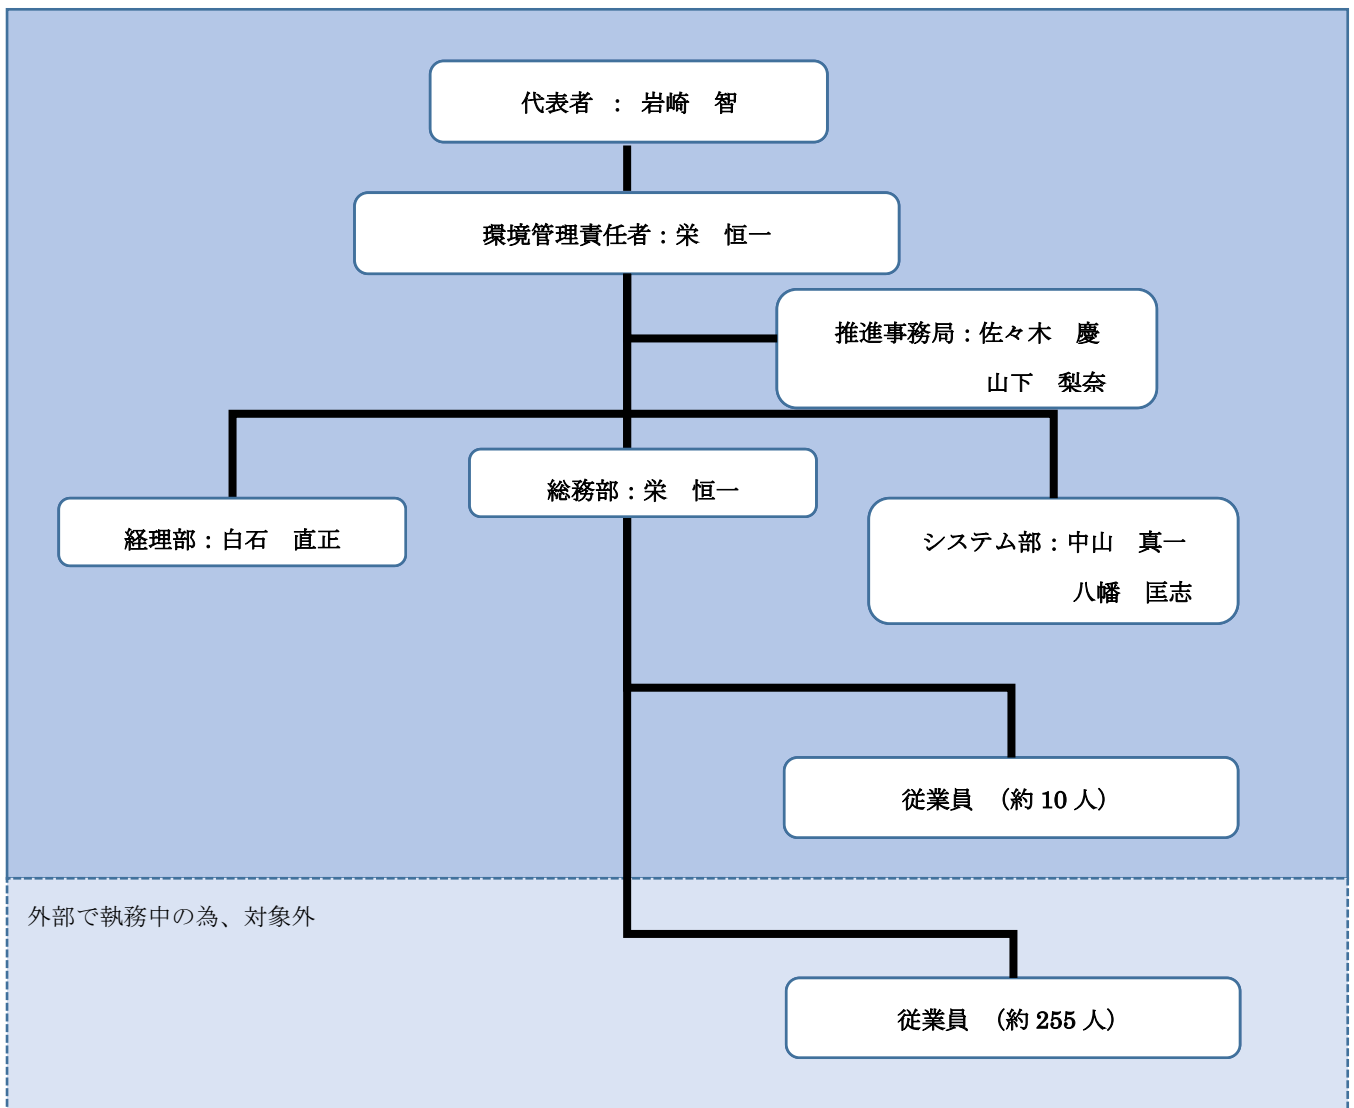 代表者　：　岩崎　智
環境管理責任者：栄　恒一
推進事務局：佐々木　慶
山下　梨奈
総務部：栄　恒一
経理部：白石　直正
システム部：中山　真一
八幡　匡志
従業員　（約 10 人）
外部で執務中の為、対象外
従業員　（約 255 人）